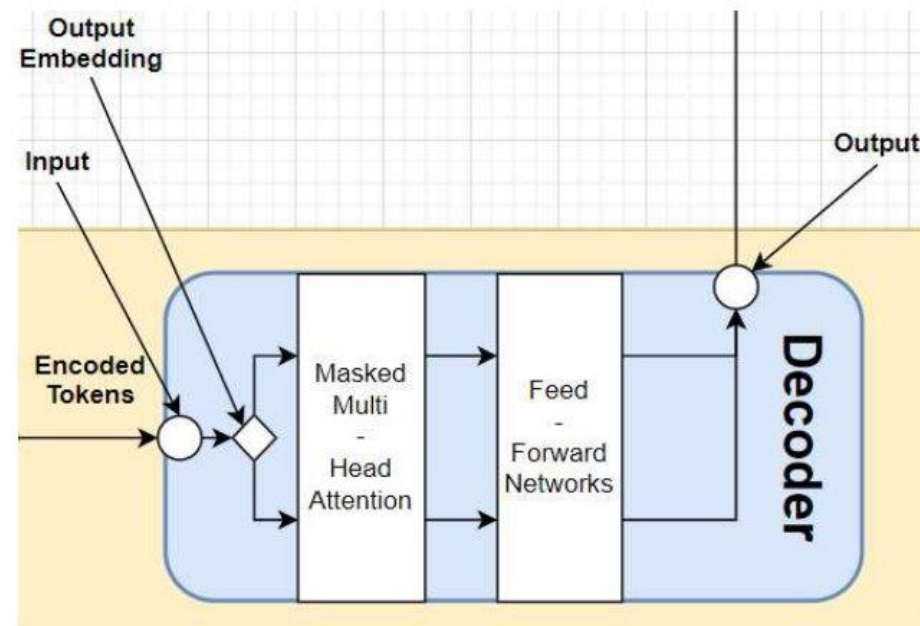 Output
Embedding
Input
Output
Encoded
Tokens
Masked
Multi
-
Head
Attention
Feed
-
Forward
Networks
Decoder